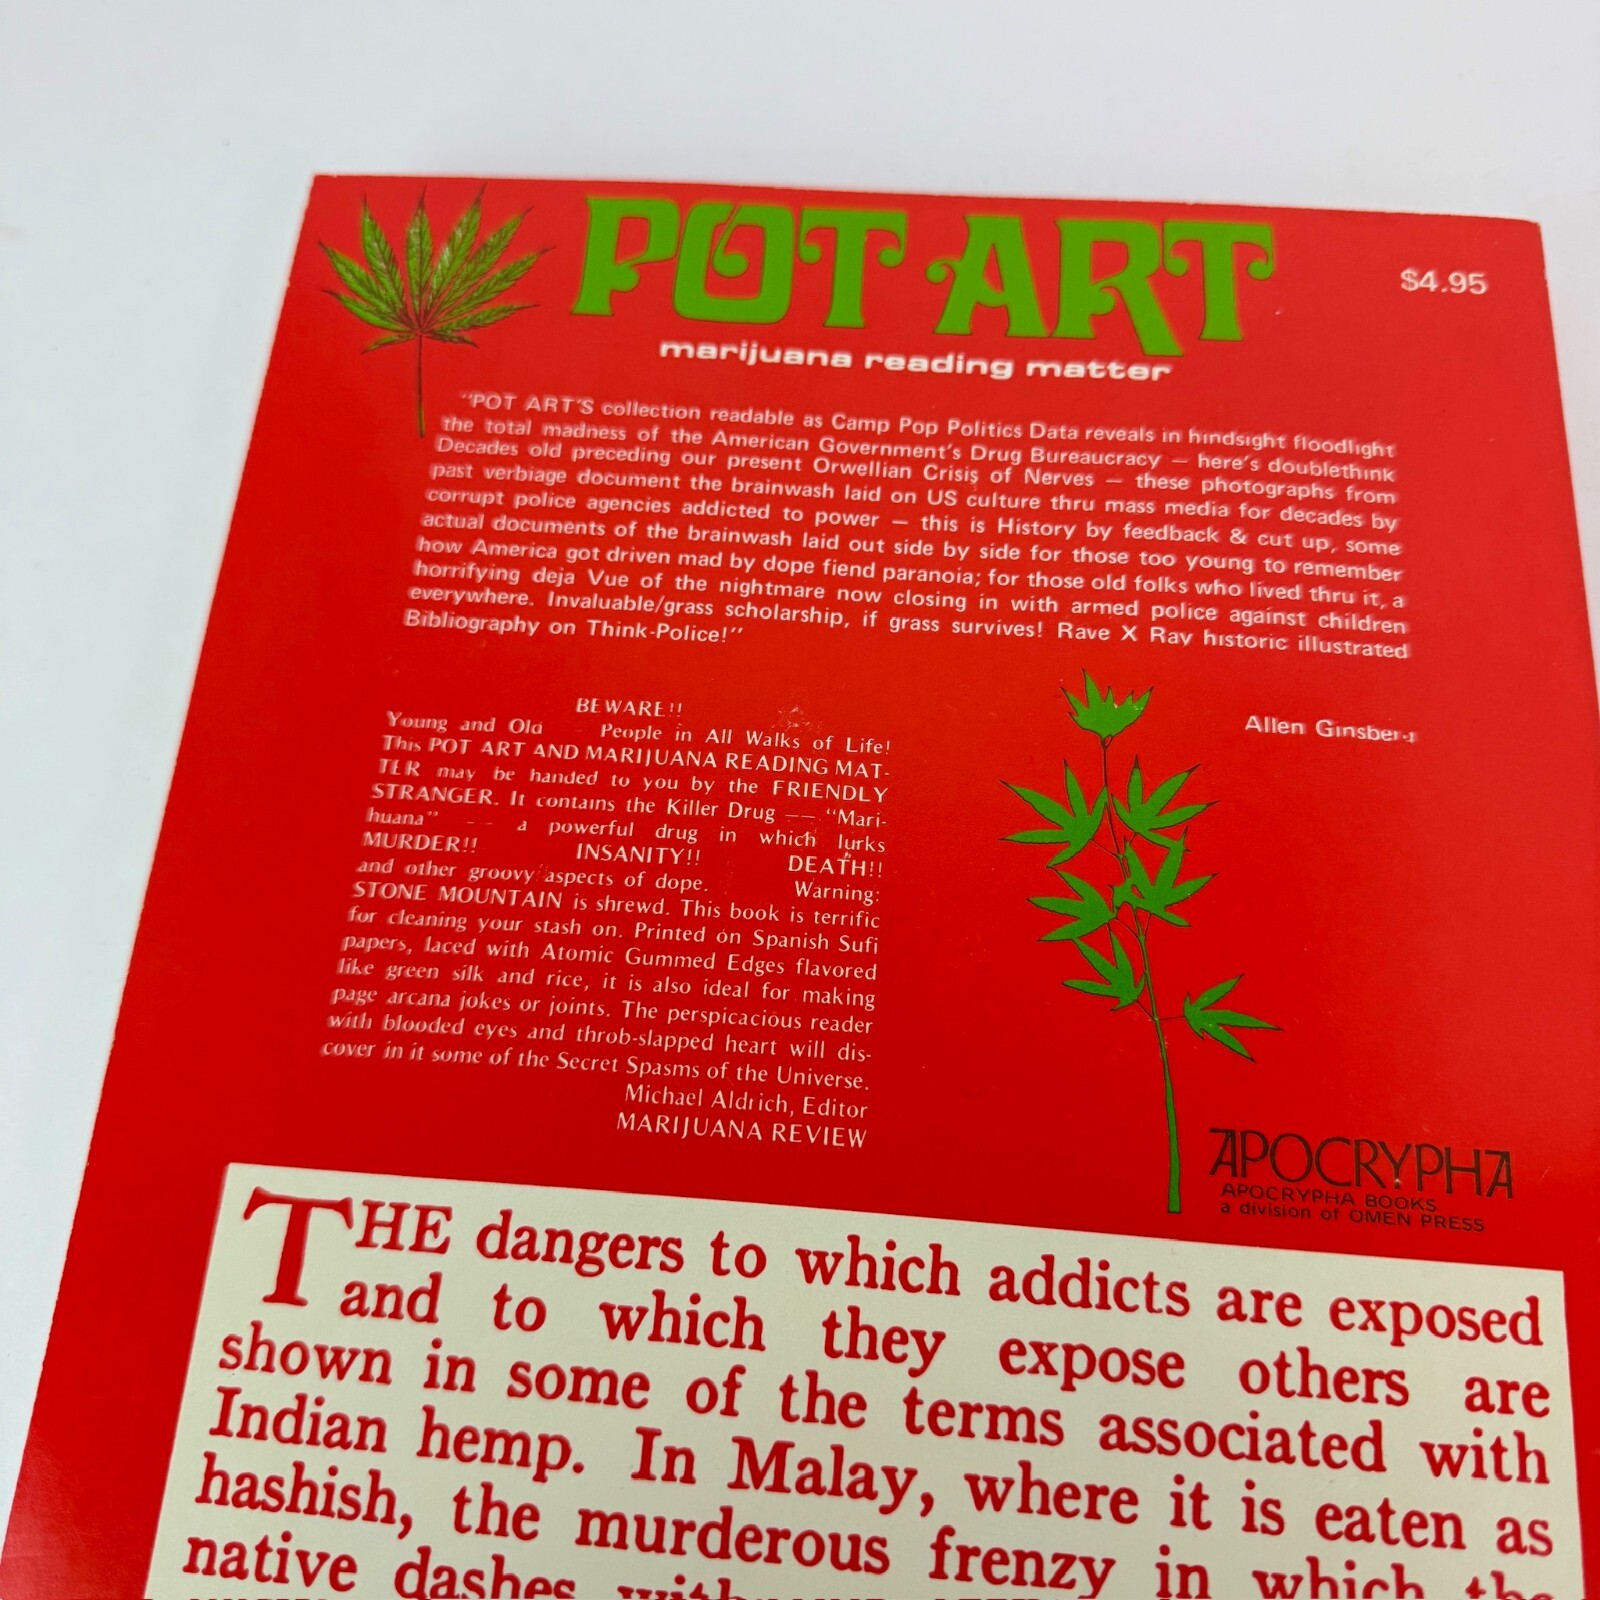 POT ART
$4.95
marijuana reading matter
"POT ART'S collection readable as Camp Pop Politics Data reveals in hindsight floodlight
the total madness of the American Government's Drug Bureaucracy — here's doublethink
Decades old preceding our present Orwellian Crisis of Nerves — these photographs from
past verbiage document the brainwash laid on US culture thru mass media for decades by
corrupt police agencies addicted to power — this is History by feedback & cut up, some
actual documents of the brainwash laid out side by side for those too young to remember
how America got driven mad by dope fiend paranoia; for those old folks who lived thru it, a
horrifying deja Vue of the nightmare now closing in with armed police against children
everywhere. Invaluable/grass scholarship, if grass survives! Rave X Ray historic illustrated
Bibliography on Think-Police!"
Allen Ginsberg
BEWARE!!
Young and Old People in All Walks of Life!
This POT ART AND MARIJUANA READING MAT-
TER may be handed to you by the FRIENDLY
STRANGER. It contains the Killer Drug -- "Mari-
huana" -- a powerful drug in which lurks
MURDER!! INSANITY!! DEATH!!
and other groovy aspects of dope. Warning:
STONE MOUNTAIN is shrewd. This book is terrific
for cleaning your stash on. Printed on Spanish Sufi
papers, laced with Atomic Gummed Edges flavored
like green silk and rice, it is also ideal for making
page arcana jokes or joints. The perspicacious reader
with blooded eyes and throb-slapped heart will dis-
cover in it some of the Secret Spasms of the Universe.
Michael Aldrich, Editor
MARIJUANA REVIEW
APOCRYPHA
APOCRYPHA BOOKS
a division of OMEN PRESS
THE dangers to which addicts are exposed
and to which they expose others are
shown in some of the terms associated with
Indian hemp. In Malay, where it is eaten as
hashish, the murderous frenzy in which the
native dashes with